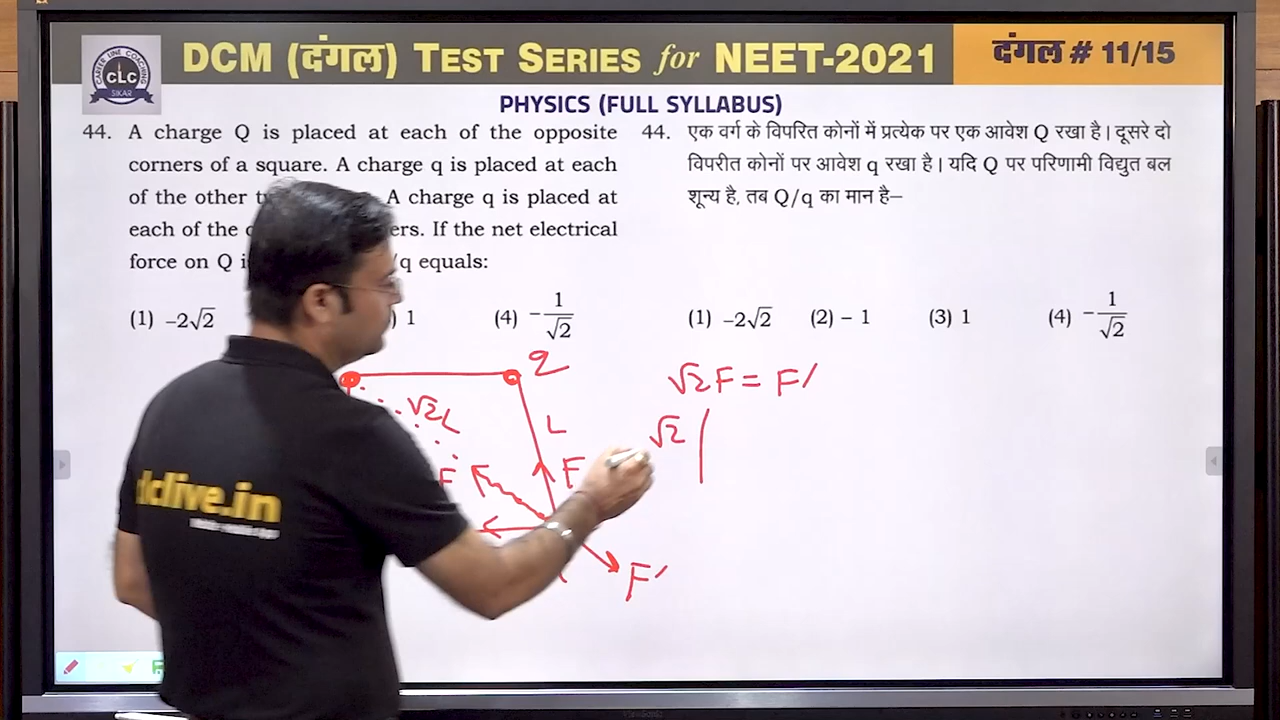 CAREER LINE COACHING
CLC
SIKAR
DCM (दंगल) TEST SERIES for NEET-2021
दंगल # 11/15
PHYSICS (FULL SYLLABUS)
44. A charge Q is placed at each of the opposite
corners of a square. A charge q is placed at each
of the other A charge q is placed at
each of the If the net electrical
force on Q /q equals:
(1) -2√2 ) 1 (4) -1/√2
44. एक वर्ग के विपरित कोनों में प्रत्येक पर एक आवेश Q रखा है। दूसरे दो
विपरीत कोनों पर आवेश q रखा है। यदि Q पर परिणामी विद्युत बल
शून्य है, तब Q/q का मान है–
(1) -2√2 (2) - 1 (3) 1 (4) -1/√2
q
√2L
L
F
F
F'
√2F = F'
√2
clclive.in